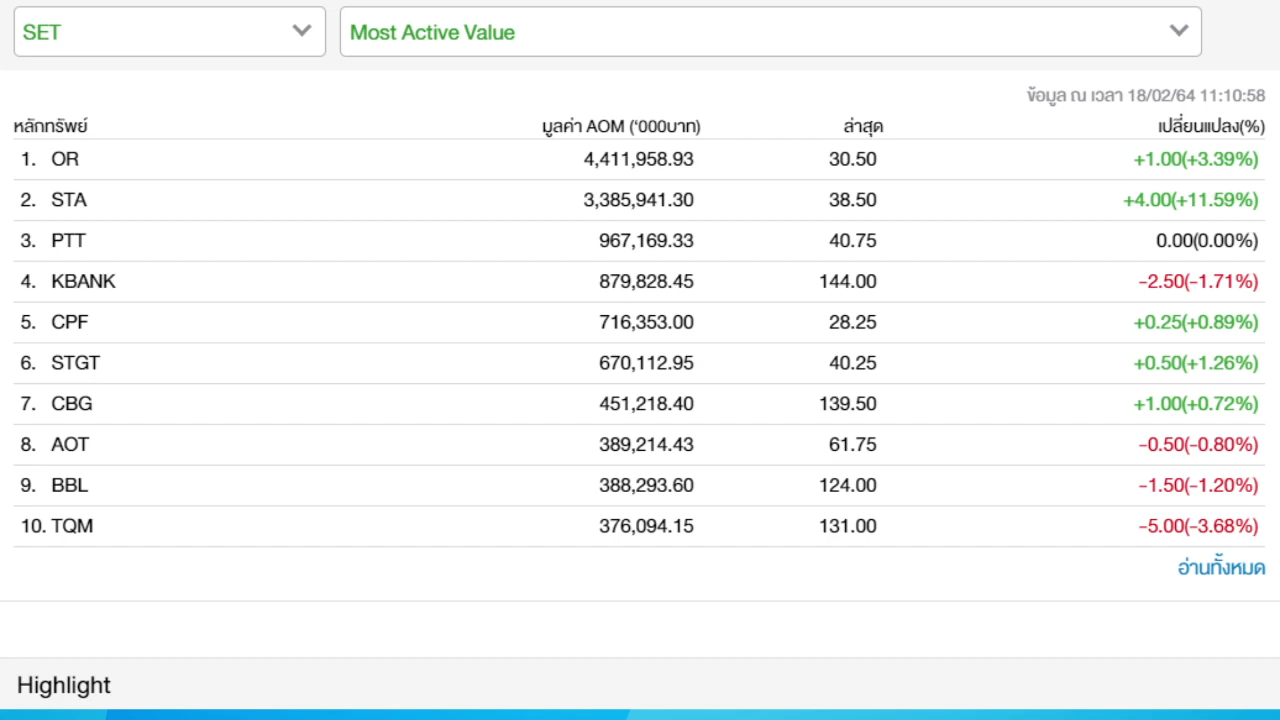 SET Most Active Value
ข้อมูล ณ เวลา 18/02/64 11:10:58
หลักทรัพย์ มูลค่า AOM ('000บาท) ล่าสุด เปลี่ยนแปลง(%)
1. OR 4,411,958.93 30.50 +1.00(+3.39%)
2. STA 3,385,941.30 38.50 +4.00(+11.59%)
3. PTT 967,169.33 40.75 0.00(0.00%)
4. KBANK 879,828.45 144.00 -2.50(-1.71%)
5. CPF 716,353.00 28.25 +0.25(+0.89%)
6. STGT 670,112.95 40.25 +0.50(+1.26%)
7. CBG 451,218.40 139.50 +1.00(+0.72%)
8. AOT 389,214.43 61.75 -0.50(-0.80%)
9. BBL 388,293.60 124.00 -1.50(-1.20%)
10. TQM 376,094.15 131.00 -5.00(-3.68%)
อ่านทั้งหมด
Highlight